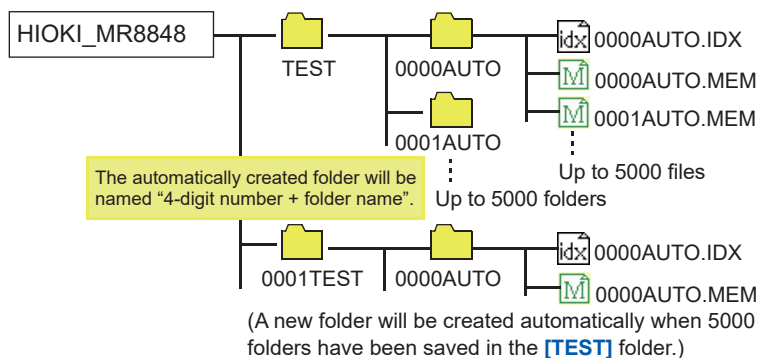 HIOKI_MR8848
TEST
0000AUTO
idx 0000AUTO.IDX
M 0000AUTO.MEM
M 0001AUTO.MEM
0001AUTO
Up to 5000 files
Up to 5000 folders
The automatically created folder will be
named “4-digit number + folder name”.
0001TEST
0000AUTO
idx 0000AUTO.IDX
M 0000AUTO.MEM
(A new folder will be created automatically when 5000
folders have been saved in the [TEST] folder.)